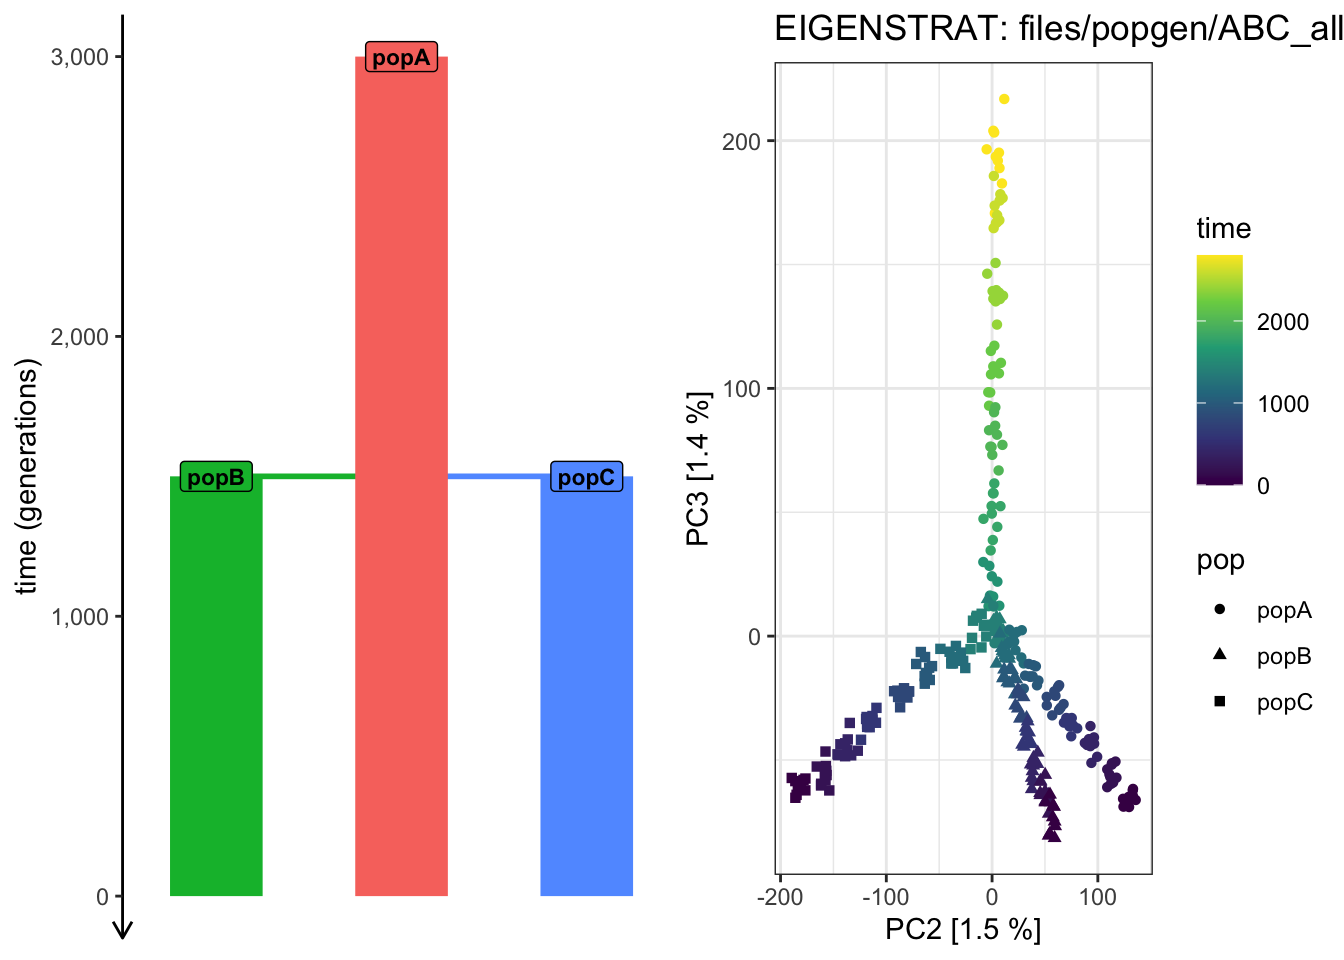 time (generations)
3,000
2,000
1,000
0
popA
popB
popC
EIGENSTRAT: files/popgen/ABC_all
PC3 [1.4 %]
200
100
0
-200
-100
0
100
PC2 [1.5 %]
time
2000
1000
0
pop
popA
popB
popC